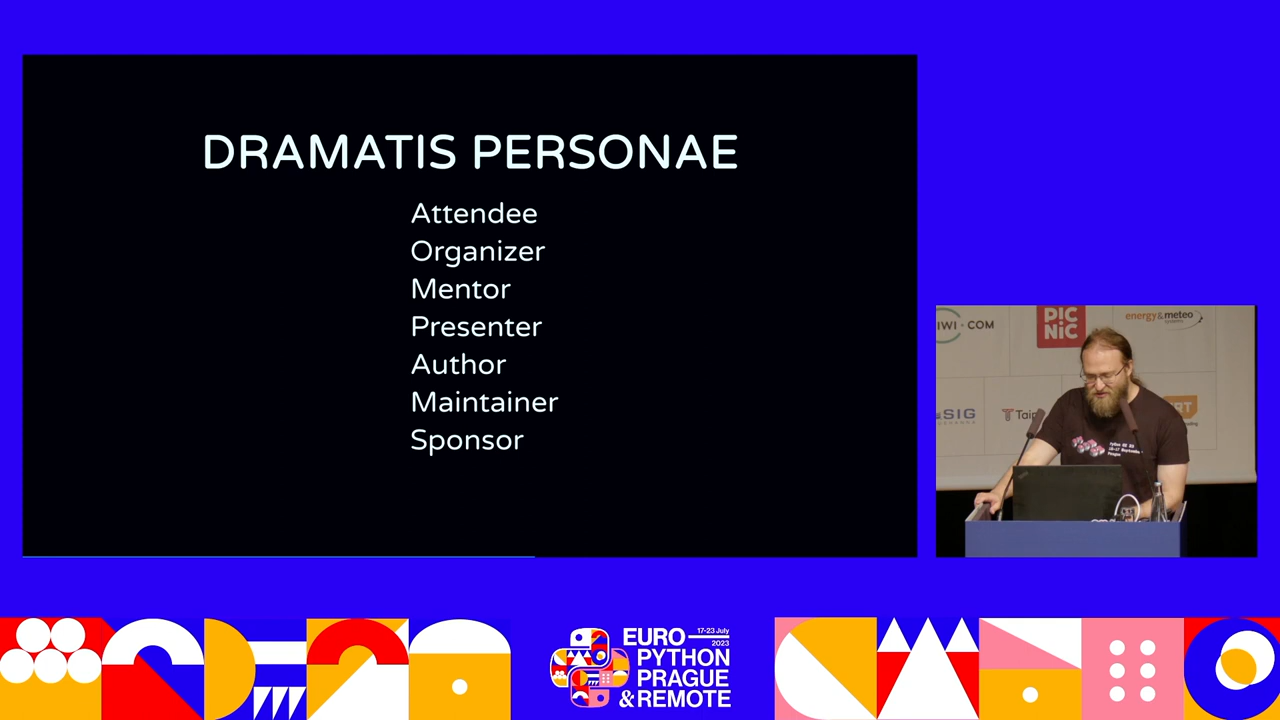 DRAMATIS PERSONAE
Attendee
Organizer
Mentor
Presenter
Author
Maintainer
Sponsor
IWI.COM
PIC
NiC
energy&meteo
systems
SIG
17-23 July
2023
EURO
PYTHON
PRAGUE
& REMOTE